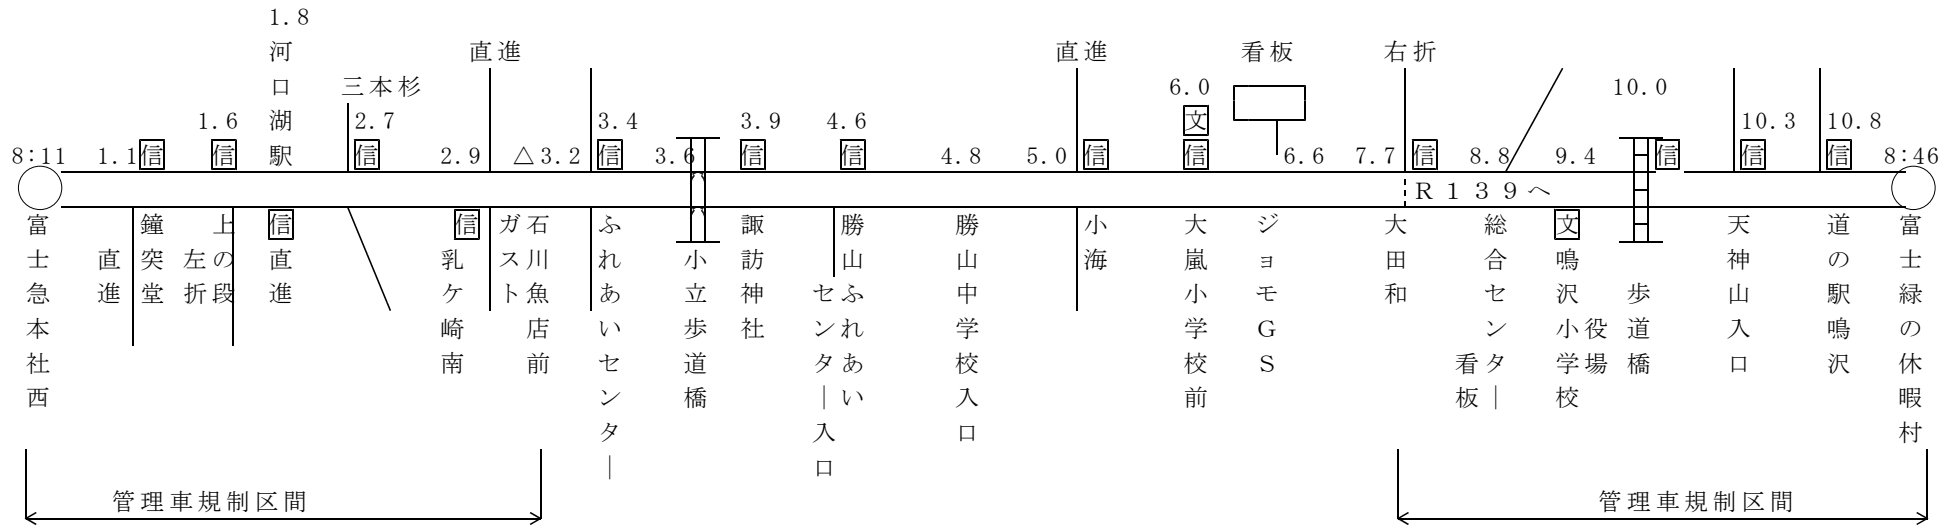 1.8
河口湖駅
直進
直進
看板
右折
三本杉
6.0
10.0
1.6
2.7
3.4
3.9
4.6
文
10.3
10.8
8:11
1.1
信
信
信
2.9
△3.2
信
3.6
信
信
4.8
5.0
信
信
6.6
7.7
信
8.8
9.4
信
信
信
8:46
R139へ
富士急本社西
直進
鐘突堂
左折
上の段
信
直進
信
乳ケ崎南
ガスト
石川魚店前
ふれあいセンター
小立歩道橋
諏訪神社
勝山ふれあい
センター入口
勝山中学校入口
小海
大嵐小学校前
ジョモGS
大田和
総合センター
看板
文
鳴沢小学校
役場
歩道橋
天神山入口
道の駅鳴沢
富士緑の休暇村
管理車規制区間
管理車規制区間